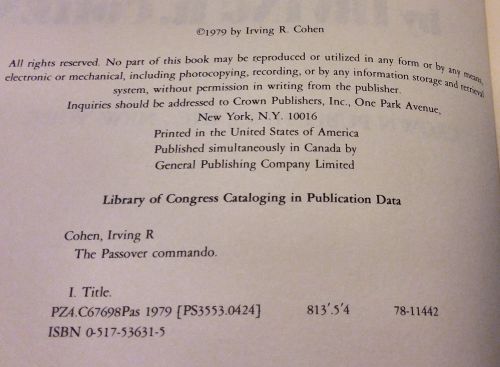 ©1979 by Irving R. Cohen
All rights reserved. No part of this book may be reproduced or utilized in any form or by any means,
electronic or mechanical, including photocopying, recording, or by any information storage and retrieval
system, without permission in writing from the publisher.
Inquiries should be addressed to Crown Publishers, Inc., One Park Avenue,
New York, N.Y. 10016
Printed in the United States of America
Published simultaneously in Canada by
General Publishing Company Limited
Library of Congress Cataloging in Publication Data
Cohen, Irving R
The Passover commando.
I. Title.
PZ4.C67698Pas 1979 [PS3553.0424] 813'.5'4 78-11442
ISBN 0-517-53631-5